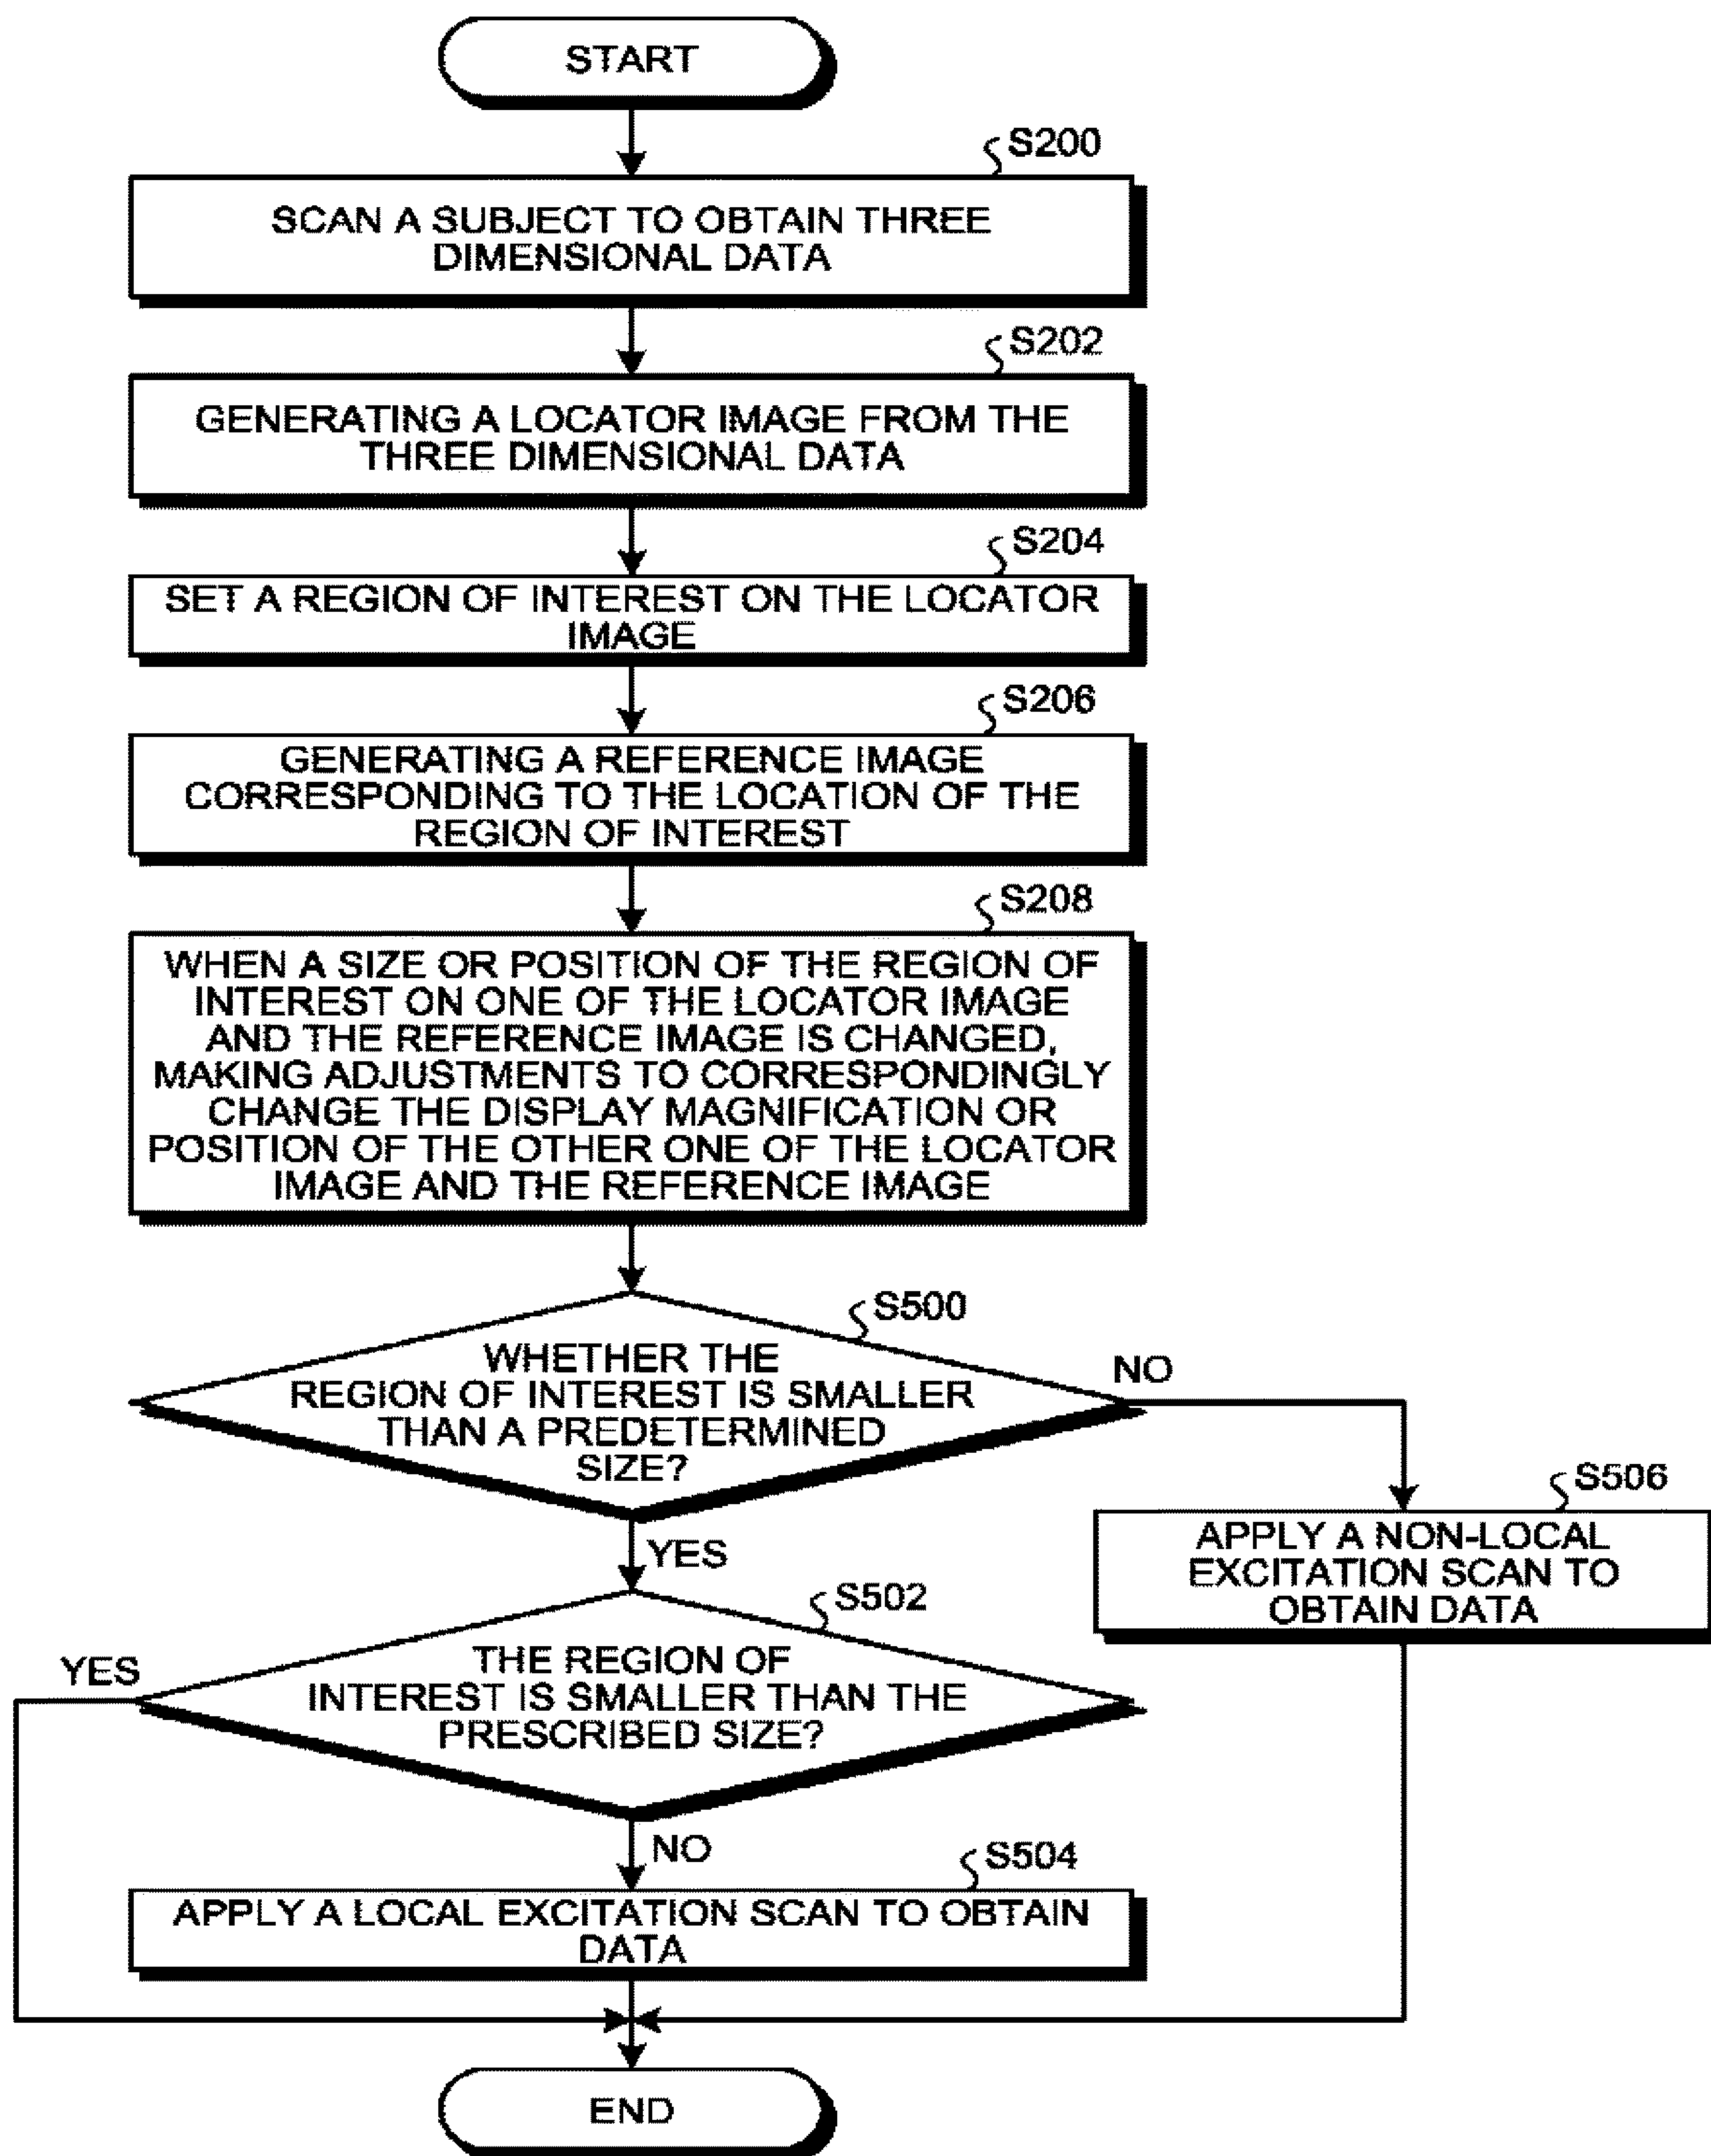 START
S200
SCAN A SUBJECT TO OBTAIN THREE
DIMENSIONAL DATA
S202
GENERATING A LOCATOR IMAGE FROM THE
THREE DIMENSIONAL DATA
S204
SET A REGION OF INTEREST ON THE LOCATOR
IMAGE
S206
GENERATING A REFERENCE IMAGE
CORRESPONDING TO THE LOCATION OF THE
REGION OF INTEREST
S208
WHEN A SIZE OR POSITION OF THE REGION OF
INTEREST ON ONE OF THE LOCATOR IMAGE
AND THE REFERENCE IMAGE IS CHANGED,
MAKING ADJUSTMENTS TO CORRESPONDINGLY
CHANGE THE DISPLAY MAGNIFICATION OR
POSITION OF THE OTHER ONE OF THE LOCATOR
IMAGE AND THE REFERENCE IMAGE
S500
WHETHER THE
REGION OF INTEREST IS SMALLER
THAN A PREDETERMINED
SIZE?
NO
S506
APPLY A NON-LOCAL
EXCITATION SCAN TO
OBTAIN DATA
YES
S502
THE REGION OF
INTEREST IS SMALLER THAN THE
PRESCRIBED SIZE?
YES
NO
S504
APPLY A LOCAL EXCITATION SCAN TO OBTAIN
DATA
END